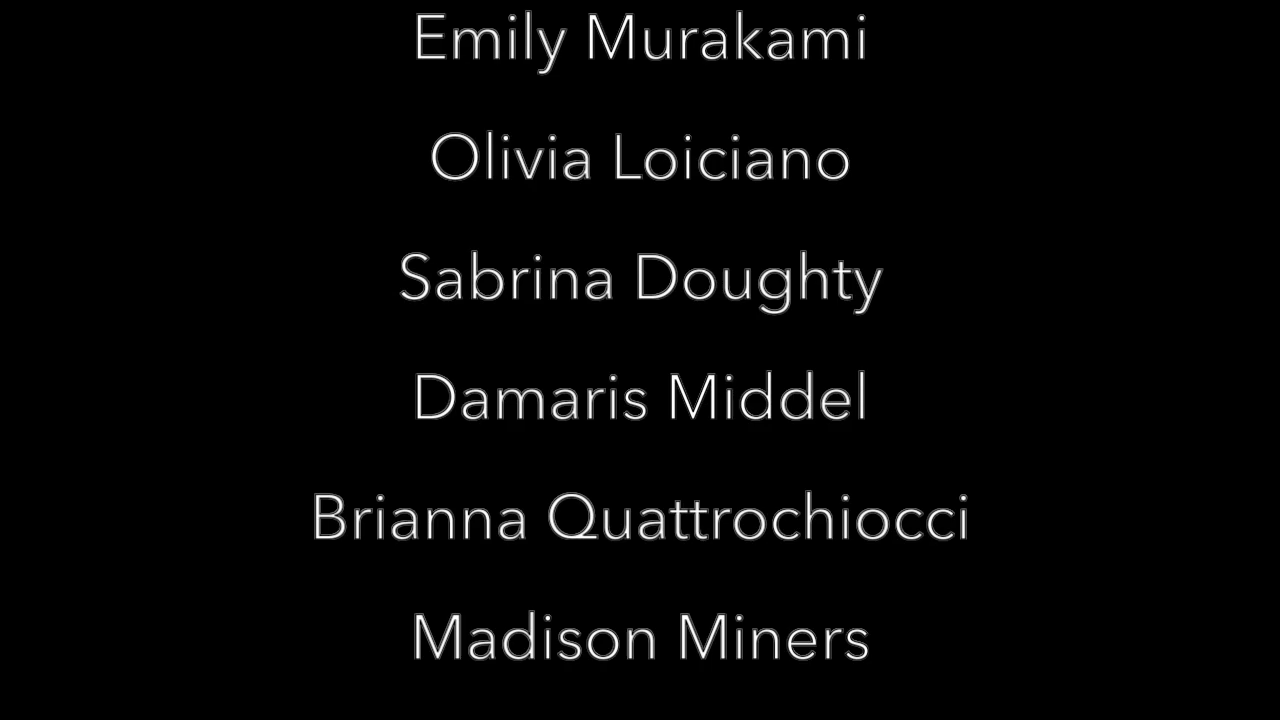 Emily Murakami
Olivia Loiciano
Sabrina Doughty
Damaris Middel
Brianna Quattrochiocci
Madison Miners